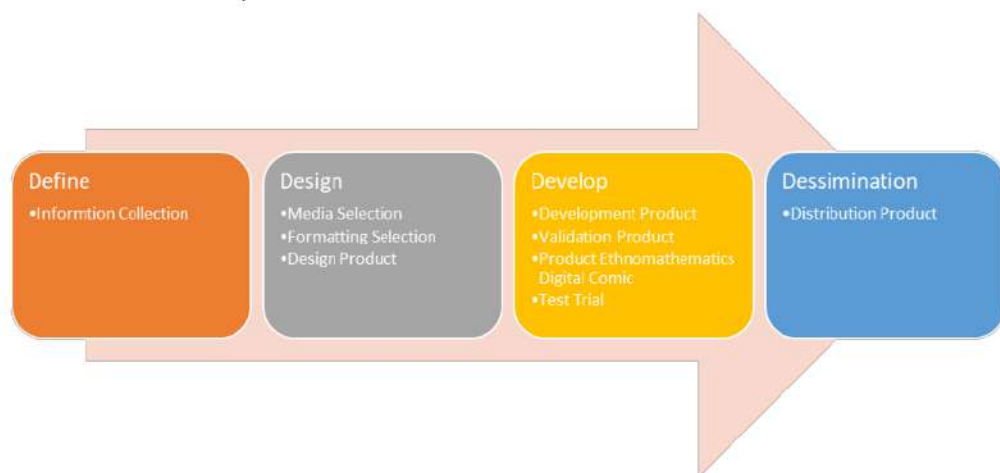 Define
•Informtion Collection
Design
•Media Selection
•Formatting Selection
•Design Product
Develop
•Development Product
•Validation Product
•Product Ethnomathematics
Digital Comic
•Test Trial
Dessimination
•Distribution Product